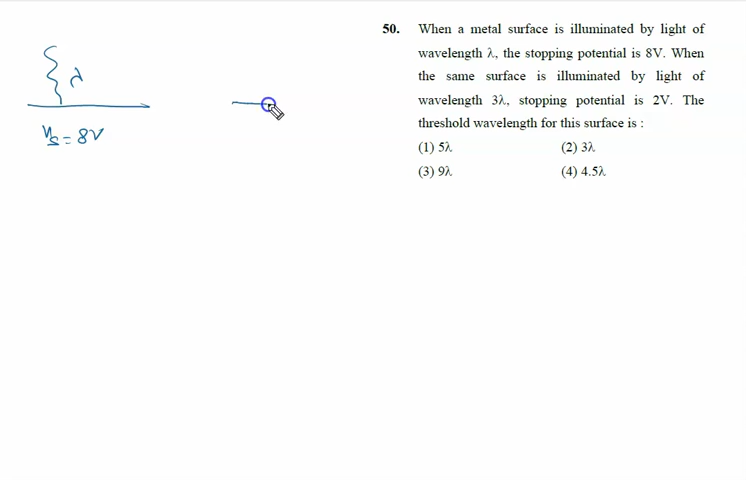 λ
Vs = 8V
50. When a metal surface is illuminated by light of
wavelength λ, the stopping potential is 8V. When
the same surface is illuminated by light of
wavelength 3λ, stopping potential is 2V. The
threshold wavelength for this surface is :
(1) 5λ (2) 3λ
(3) 9λ (4) 4.5λ